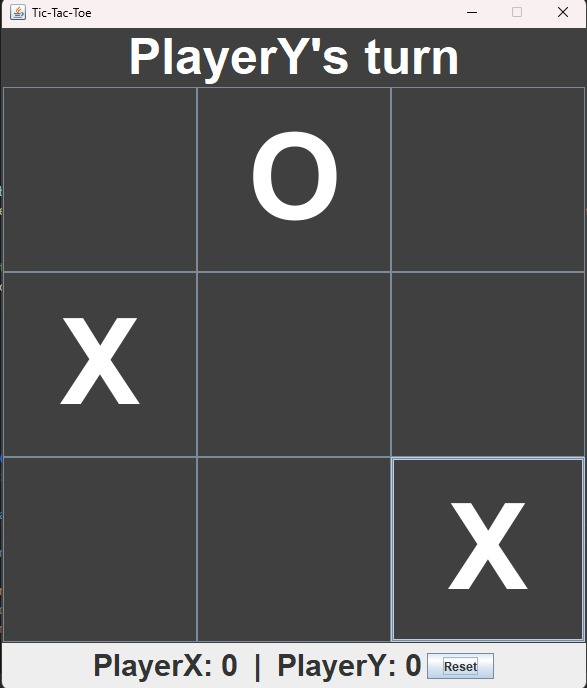 Tic-Tac-Toe
PlayerY's turn
O
X
X
PlayerX: 0 | PlayerY: 0 Reset